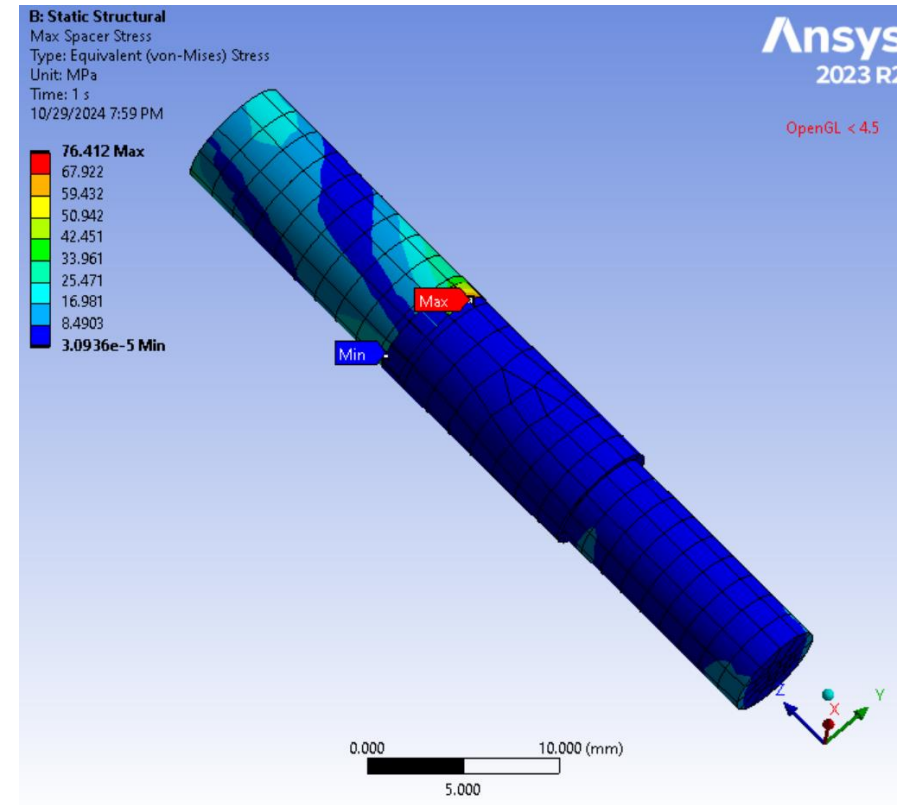 B: Static Structural
Max Spacer Stress
Type: Equivalent (von-Mises) Stress
Unit: MPa
Time: 1 s
10/29/2024 7:59 PM
Ansys
2023 R2
OpenGL < 4.5
76.412 Max
67.922
59.432
50.942
42.451
33.961
25.471
16.981
8.4903
3.0936e-5 Min
Max
Min
Z
Y
X
0.000
10.000 (mm)
5.000